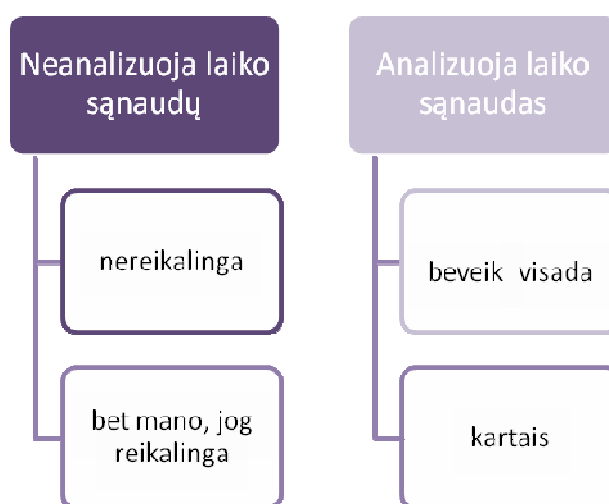 Neanalizuoja laiko
sąnaudų
nereikalinga
bet mano, jog
reikalinga
Analizuoja laiko
sąnaudas
beveik visada
kartais